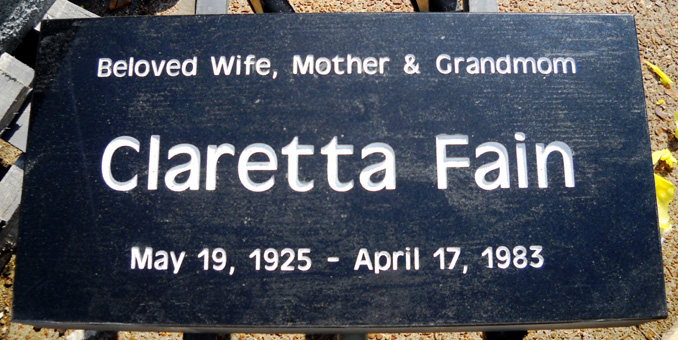 Beloved Wife, Mother & Grandmom
Claretta Fain
May 19, 1925 - April 17, 1983